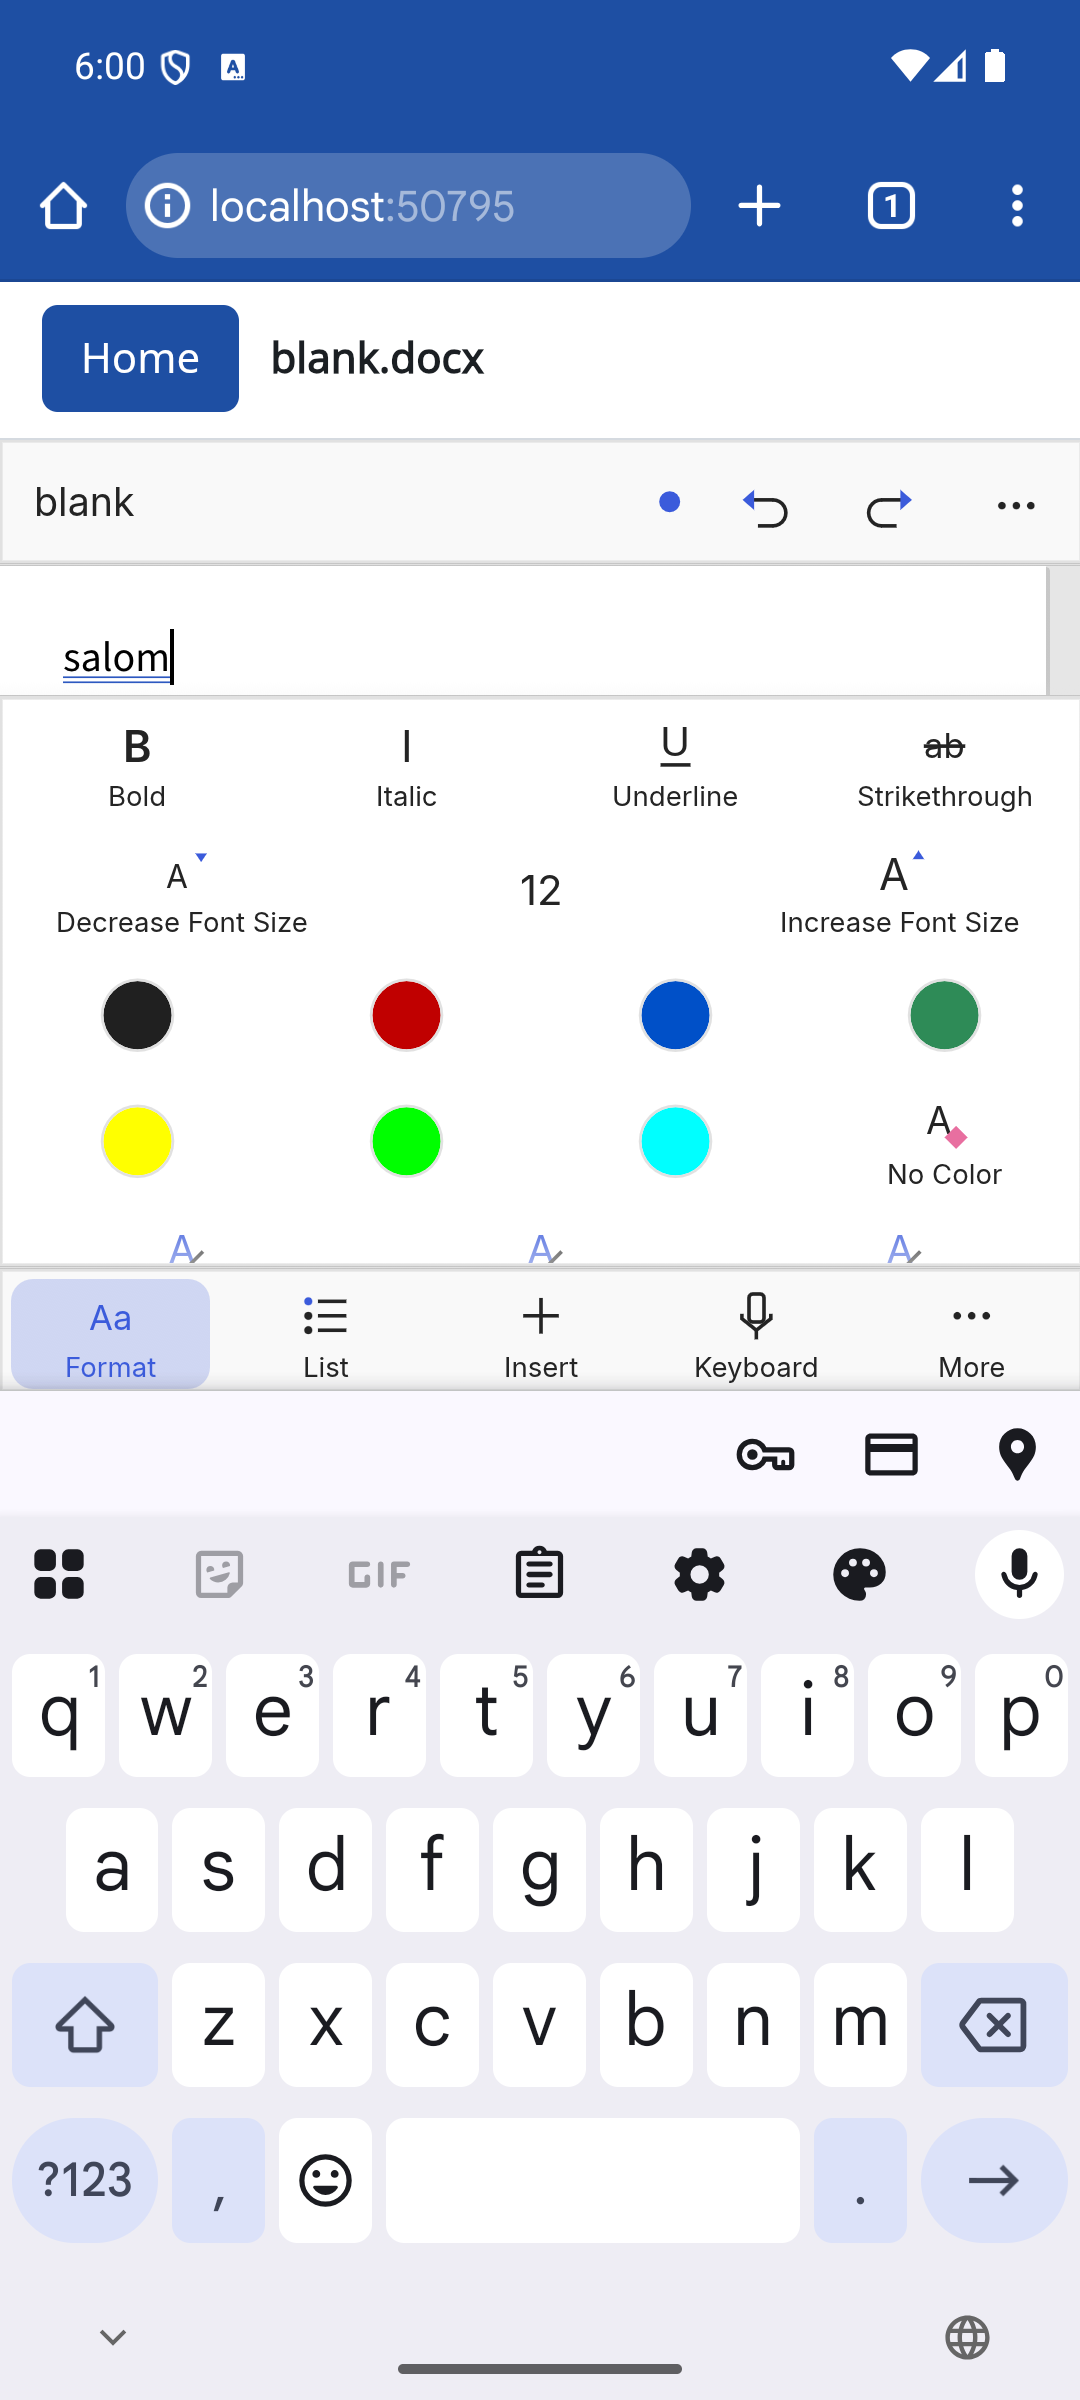 6:00
localhost:50795
1
Home
blank.docx
blank
salom
B I U ab
Bold Italic Underline Strikethrough
A 12 A
Decrease Font Size Increase Font Size
A
No Color
A A A
Aa
Format List Insert Keyboard More
GIF
q 1 w 2 e 3 r 4 t 5 y 6 u 7 i 8 o 9 p 0
a s d f g h j k l
z x c v b n m
?123 , .